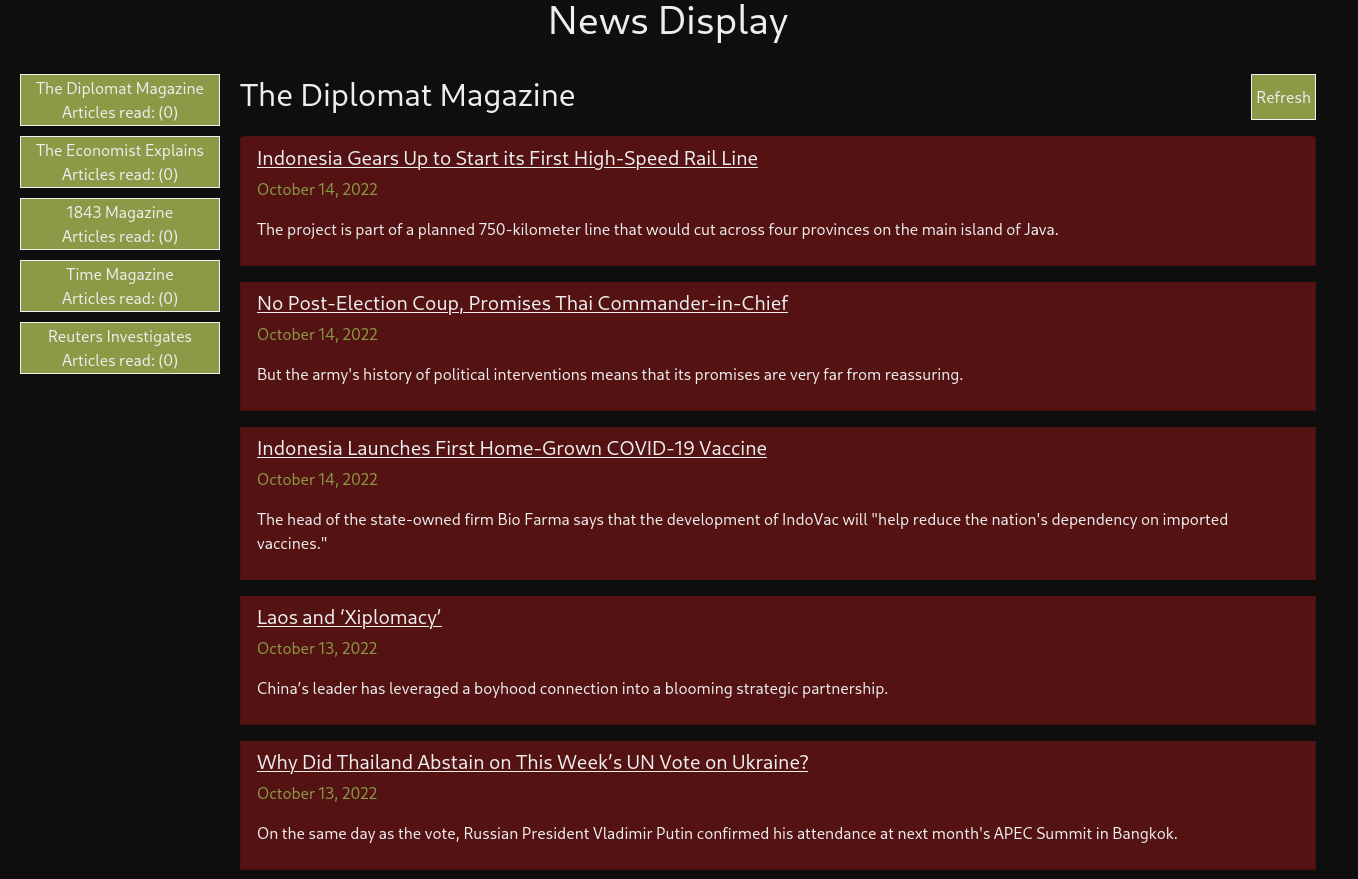 News Display
The Diplomat Magazine
Articles read: (0)
The Economist Explains
Articles read: (0)
1843 Magazine
Articles read: (0)
Time Magazine
Articles read: (0)
Reuters Investigates
Articles read: (0)
The Diplomat Magazine
Refresh
Indonesia Gears Up to Start its First High-Speed Rail Line
October 14, 2022
The project is part of a planned 750-kilometer line that would cut across four provinces on the main island of Java.
No Post-Election Coup, Promises Thai Commander-in-Chief
October 14, 2022
But the army's history of political interventions means that its promises are very far from reassuring.
Indonesia Launches First Home-Grown COVID-19 Vaccine
October 14, 2022
The head of the state-owned firm Bio Farma says that the development of IndoVac will "help reduce the nation's dependency on imported
vaccines."
Laos and ‘Xiplomacy’
October 13, 2022
China’s leader has leveraged a boyhood connection into a blooming strategic partnership.
Why Did Thailand Abstain on This Week’s UN Vote on Ukraine?
October 13, 2022
On the same day as the vote, Russian President Vladimir Putin confirmed his attendance at next month's APEC Summit in Bangkok.